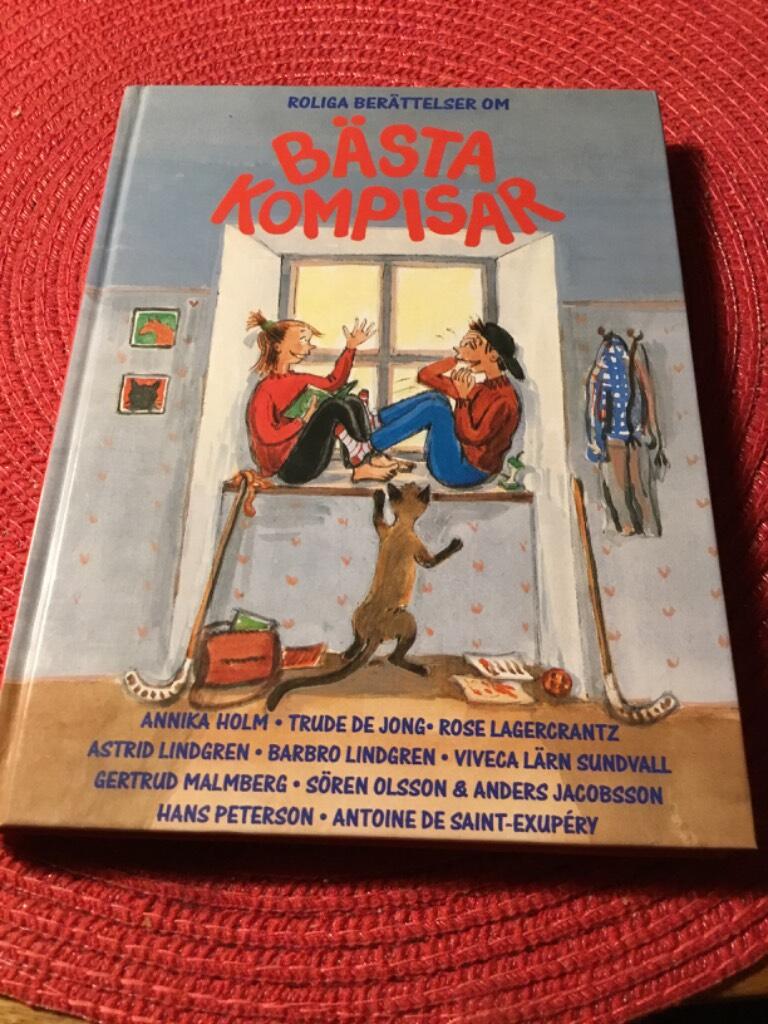 ROLIGA BERÄTTELSER OM
BÄSTA
KOMPISAR
ANNIKA HOLM • TRUDE DE JONG • ROSE LAGERCRANTZ
ASTRID LINDGREN • BARBRO LINDGREN • VIVECA LÄRN SUNDVALL
GERTRUD MALMBERG • SÖREN OLSSON & ANDERS JACOBSSON
HANS PETERSON • ANTOINE DE SAINT-EXUPÉRY